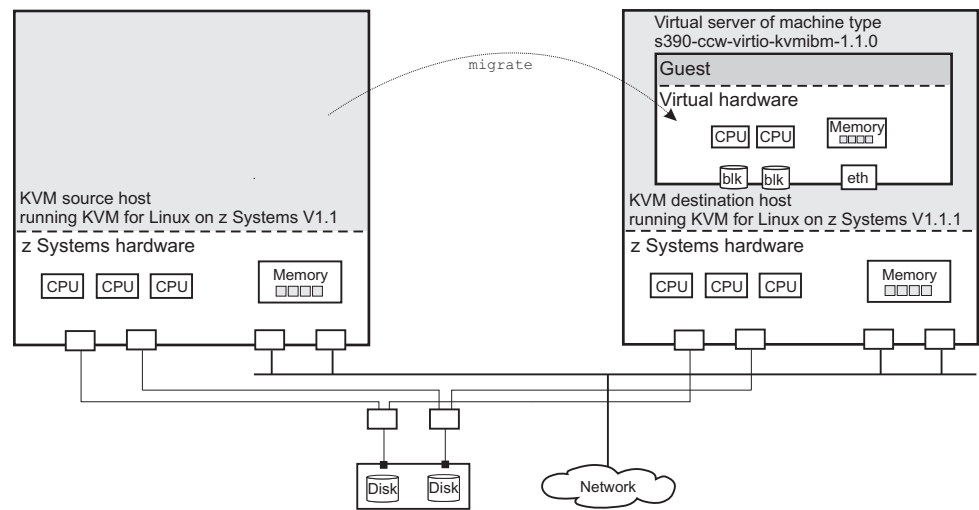 Virtual server of machine type
s390-ccw-virtio-kvmibm-1.1.0
migrate
Guest
Virtual hardware
CPU CPU Memory
blk blk eth
KVM source host
running KVM for Linux on z Systems V1.1
z Systems hardware
CPU CPU CPU Memory
KVM destination host
running KVM for Linux on z Systems V1.1.1
z Systems hardware
CPU CPU CPU Memory
Disk Disk
Network